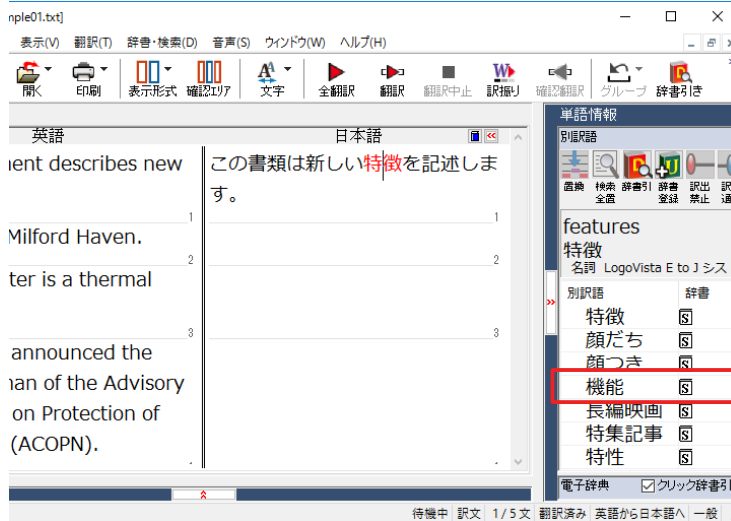 nple01.txt]
表示(V) 翻訳(T) 辞書・検索(D) 音声(S) ウィンドウ(W) ヘルプ(H)
開く 印刷 表示形式 確認エリア 文字 全翻訳 翻訳 翻訳中止 訳振り 確認翻訳 グループ 辞書引き
英語 日本語
nent describes new
この書類は新しい特徴を記述します。
1 1
Milford Haven.
2 2
ter is a thermal
3 3
announced the
nan of the Advisory
on Protection of
(ACOPN).
単語情報
別訳語
置換 検索全置 辞書引 辞書登録 訳出禁止
features
特徴
名詞 LogoVista E to J シス
別訳語 辞書
特徴 S
顔だち S
顔つき S
機能 S
長編映画 S
特集記事 S
特性 S
電子辞典 クリック辞書引
待機中 訳文 1/5文 翻訳済み 英語から日本語へ 一般